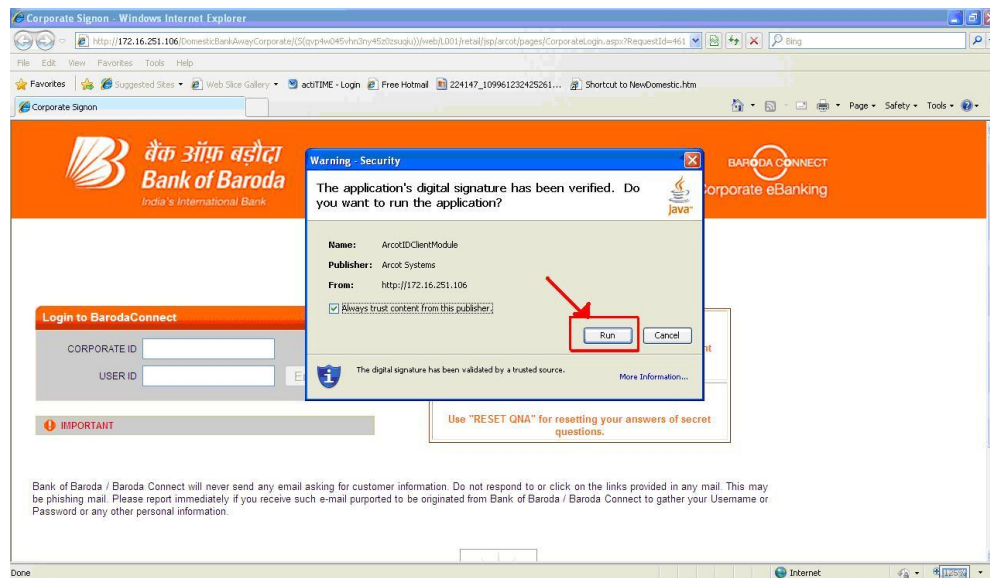 Corporate Signon - Windows Internet Explorer
http://172.16.251.106/DomesticBankAwayCorporate/(S(qvp4w045vhn3ny45z0zsuqiu))/web/L001/retail/jsp/arcot/pages/CorporateLogin.aspx?RequestId=461
Bing
File Edit View Favorites Tools Help
Favorites Suggested Sites Web Slice Gallery actiTIME - Login Free Hotmail 224147_109961232425261... Shortcut to NewDomestic.htm
Corporate Signon
Page Safety Tools
बैंक ऑफ़ बड़ौदा
Bank of Baroda
India's International Bank
BARODA CONNECT
Corporate eBanking
Warning - Security
The application's digital signature has been verified. Do
you want to run the application?
Java
Name: ArcotIDClientModule
Publisher: Arcot Systems
From: http://172.16.251.106
Always trust content from this publisher.
Run Cancel
The digital signature has been validated by a trusted source.
More Information...
Login to BarodaConnect
CORPORATE ID
USER ID
IMPORTANT
Use "RESET QNA" for resetting your answers of secret
questions.
Bank of Baroda / Baroda Connect will never send any email asking for customer information. Do not respond to or click on the links provided in any mail. This may
be phishing mail. Please report immediately if you receive such e-mail purported to be originated from Bank of Baroda / Baroda Connect to gather your Username or
Password or any other personal information.
Done
Internet
125%